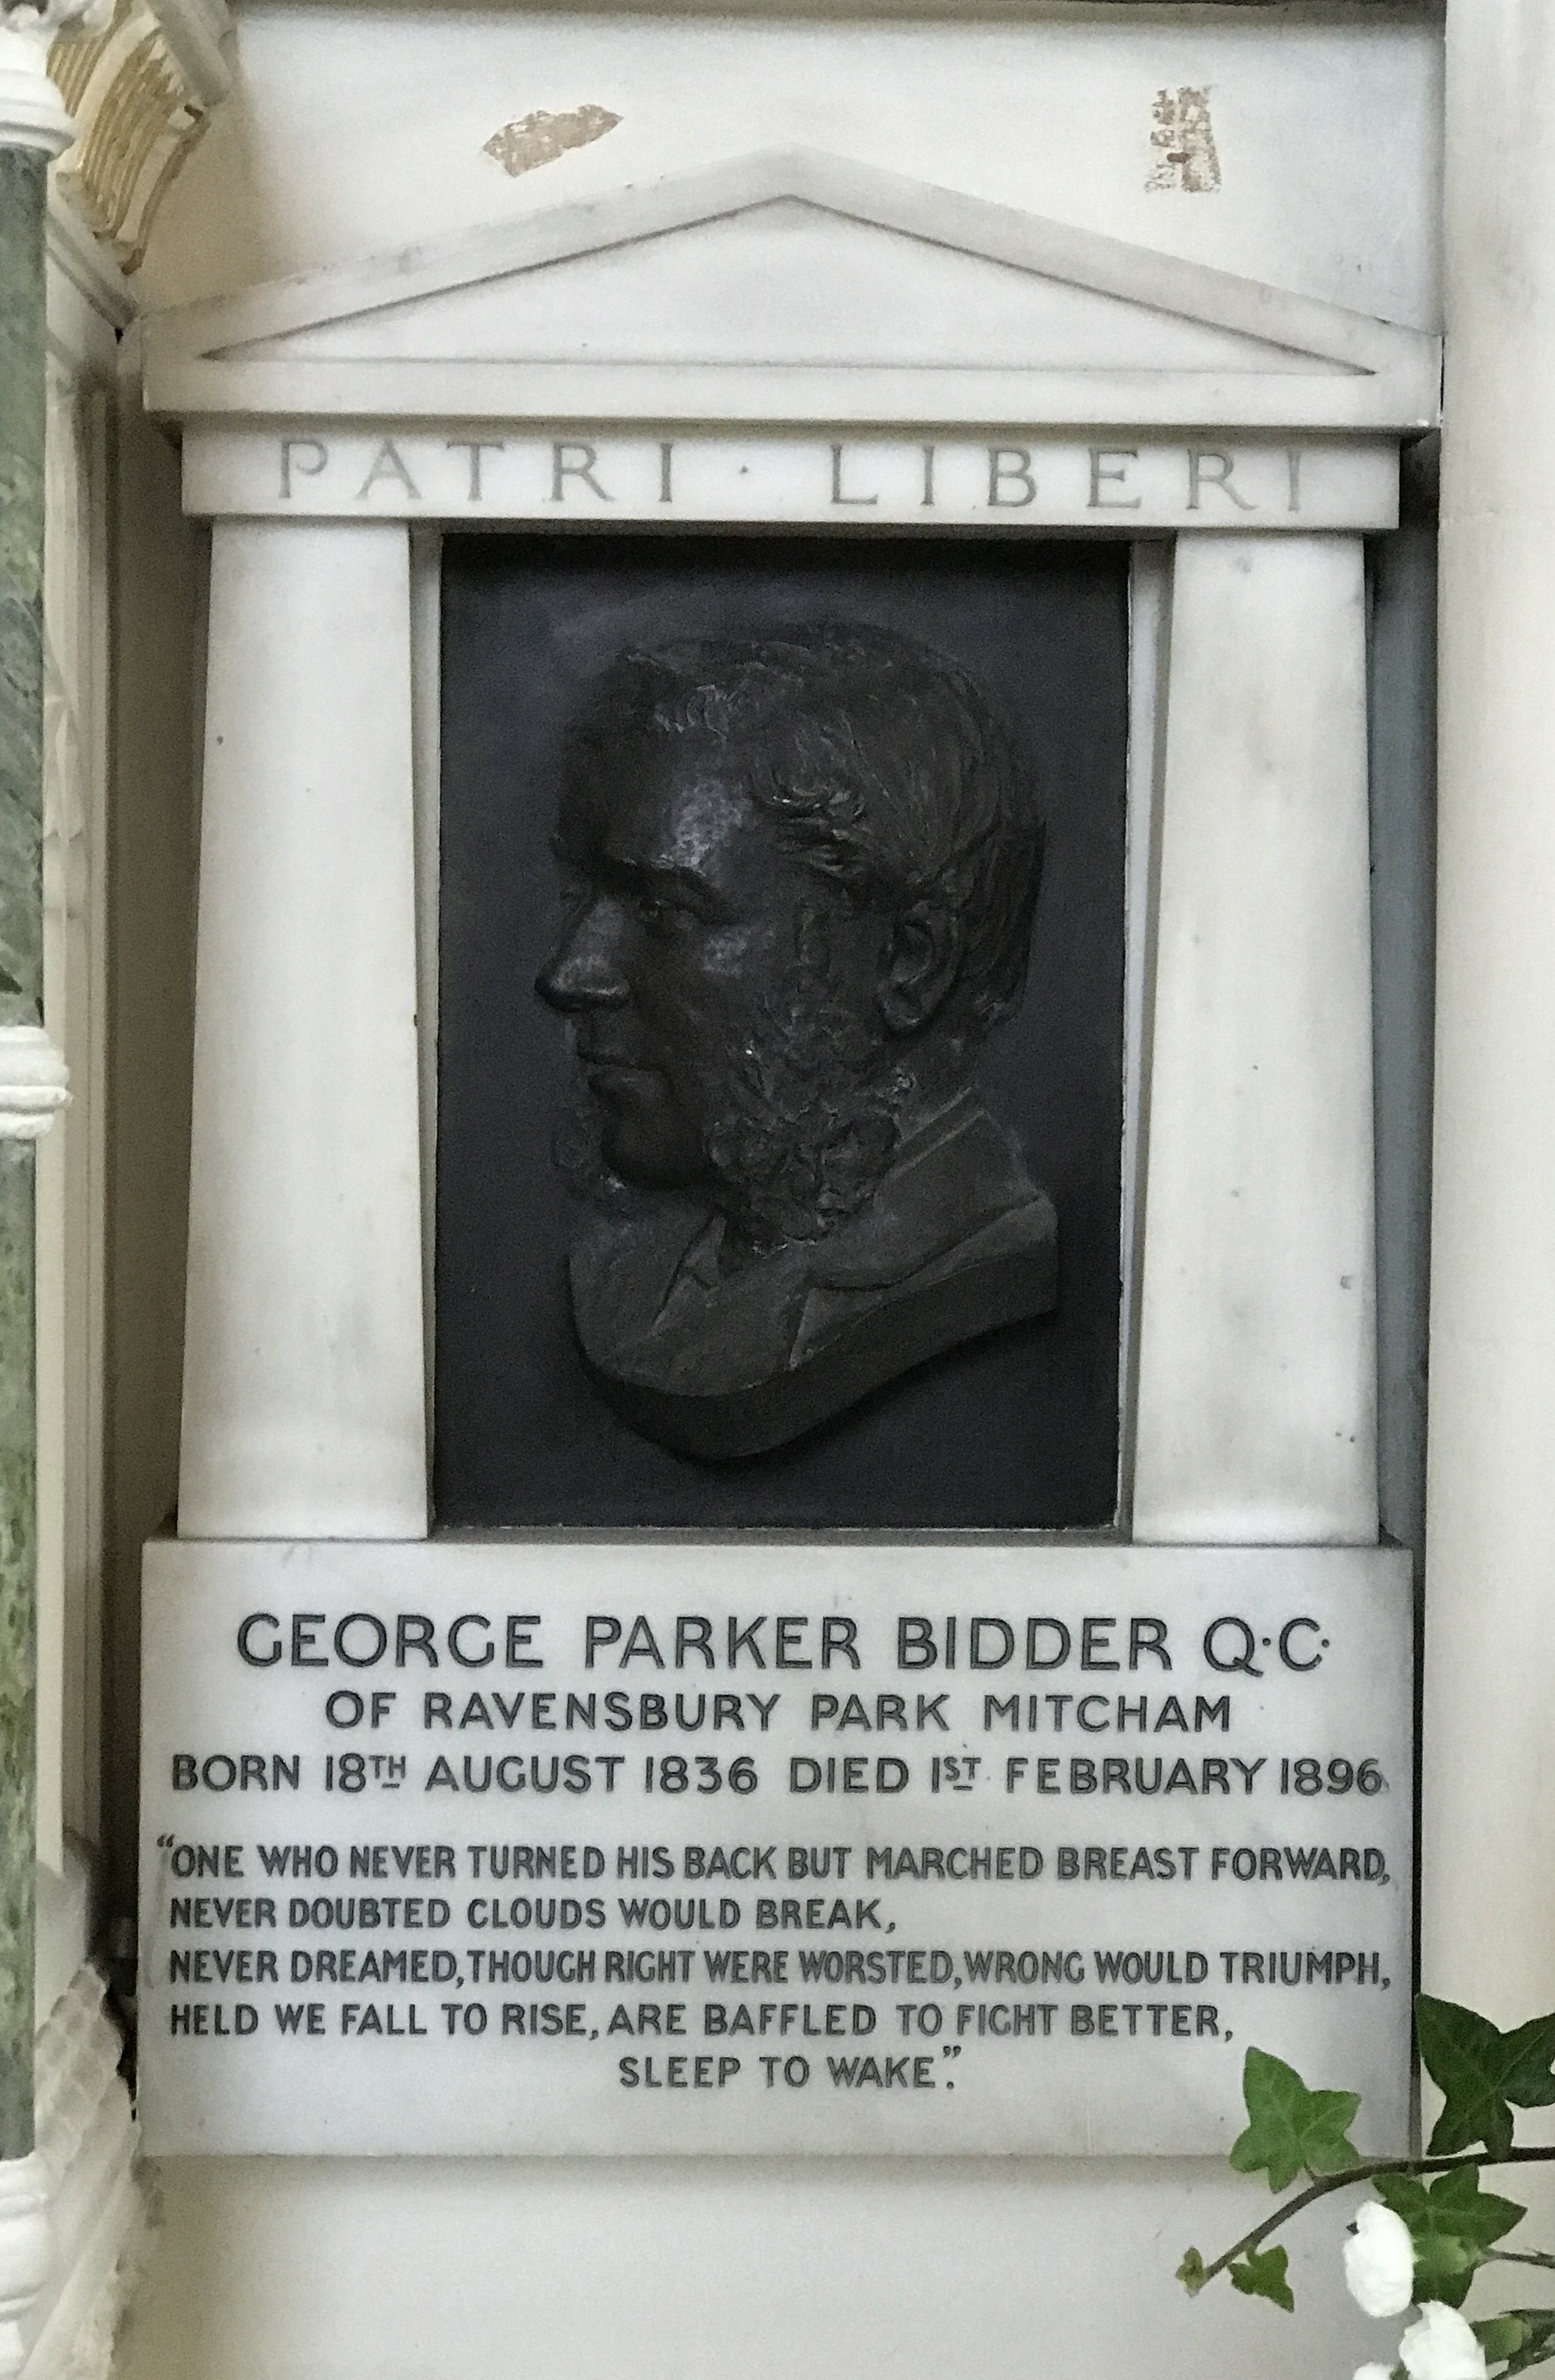 PATRI · LIBERI
GEORGE PARKER BIDDER Q·C·
OF RAVENSBURY PARK MITCHAM
BORN 18TH AUGUST 1836 DIED 1ST FEBRUARY 1896
“ONE WHO NEVER TURNED HIS BACK BUT MARCHED BREAST FORWARD,
NEVER DOUBTED CLOUDS WOULD BREAK,
NEVER DREAMED, THOUGH RIGHT WERE WORSTED, WRONG WOULD TRIUMPH,
HELD WE FALL TO RISE, ARE BAFFLED TO FIGHT BETTER,
SLEEP TO WAKE.”